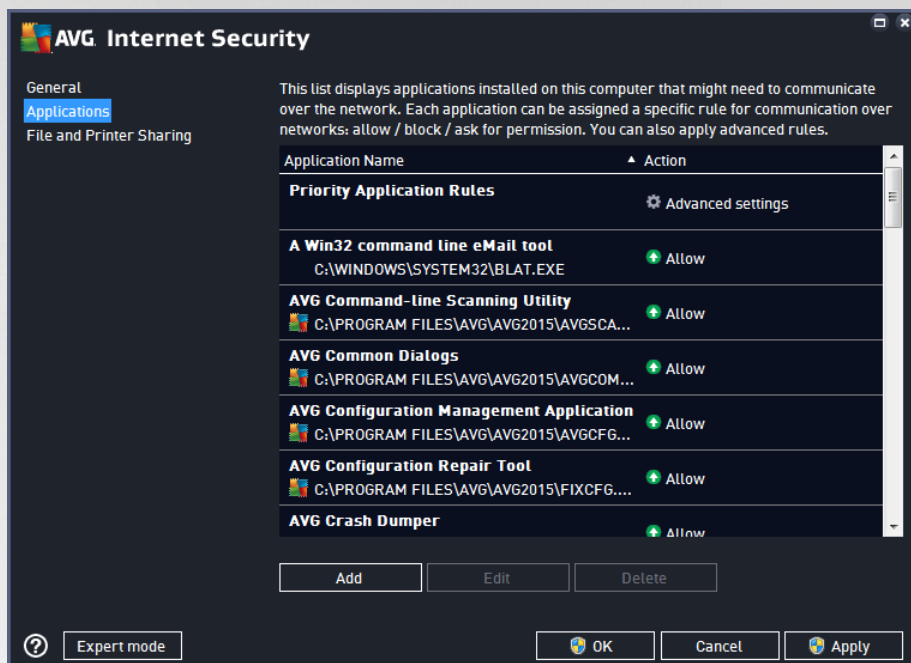 AVG Internet Security
General
Applications
File and Printer Sharing
This list displays applications installed on this computer that might need to communicate
over the network. Each application can be assigned a specific rule for communication over
networks: allow / block / ask for permission. You can also apply advanced rules.
Application Name Action
Priority Application Rules
Advanced settings
A Win32 command line eMail tool
C:\WINDOWS\SYSTEM32\BLAT.EXE
Allow
AVG Command-line Scanning Utility
C:\PROGRAM FILES\AVG\AVG2015\AVGSCA...
Allow
AVG Common Dialogs
C:\PROGRAM FILES\AVG\AVG2015\AVGCOM...
Allow
AVG Configuration Management Application
C:\PROGRAM FILES\AVG\AVG2015\AVGCFG...
Allow
AVG Configuration Repair Tool
C:\PROGRAM FILES\AVG\AVG2015\FIXCFG....
Allow
AVG Crash Dumper
Allow
Add Edit Delete
? Expert mode OK Cancel Apply